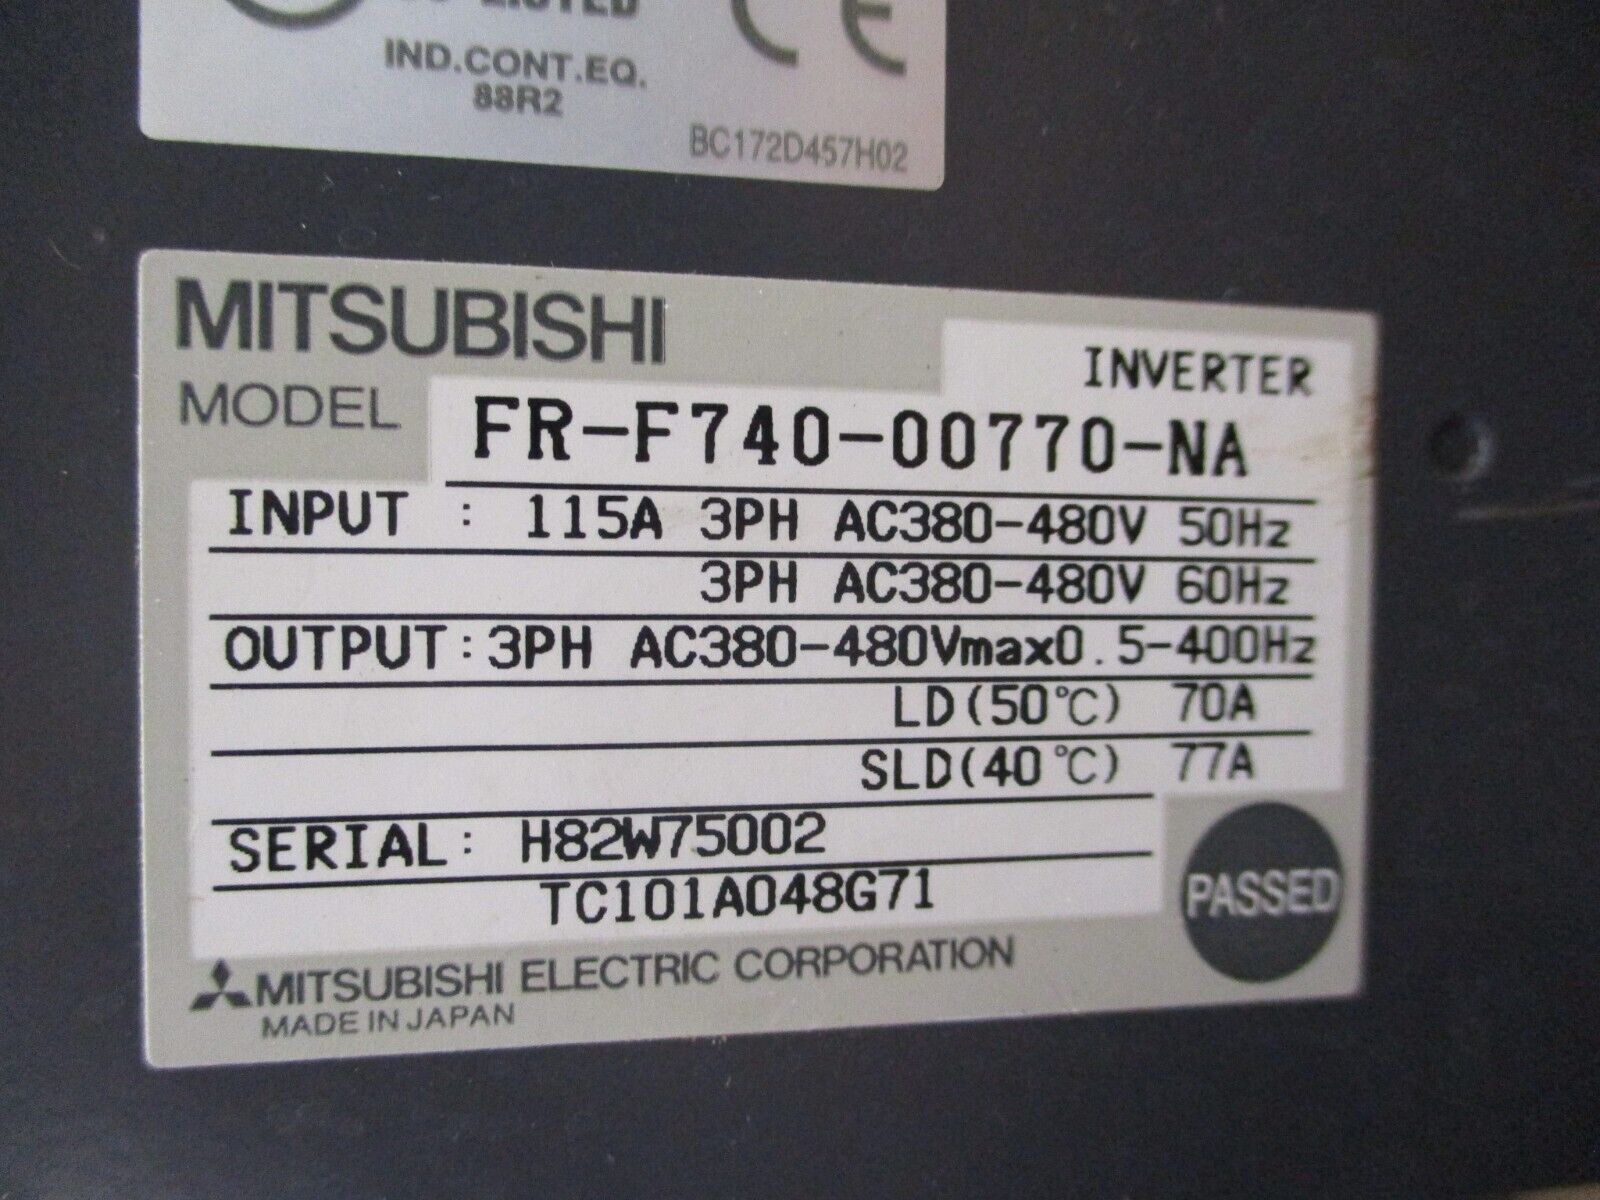 LISTED
CE
IND.CONT.EQ.
88R2
BC172D457H02
MITSUBISHI
INVERTER
MODEL FR-F740-00770-NA
INPUT : 115A 3PH AC380-480V 50Hz
3PH AC380-480V 60Hz
OUTPUT:3PH AC380-480Vmax0.5-400Hz
LD(50℃) 70A
SLD(40℃) 77A
SERIAL: H82W75002
TC101A048G71
PASSED
MITSUBISHI ELECTRIC CORPORATION
MADE IN JAPAN